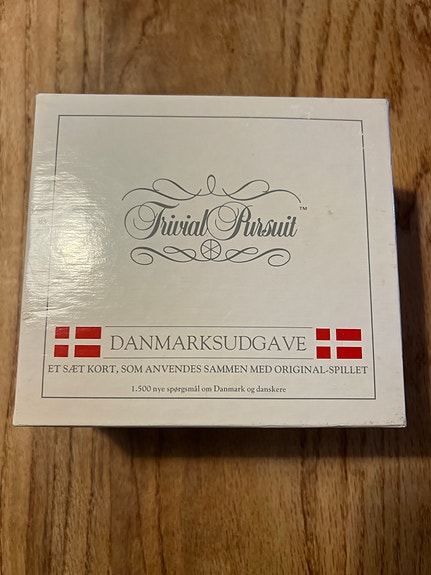 Trivial Pursuit™
DANMARKSUDGAVE
ET SÆT KORT, SOM ANVENDES SAMMEN MED ORIGINAL-SPILLET
1.500 nye spørgsmål om Danmark og danskere